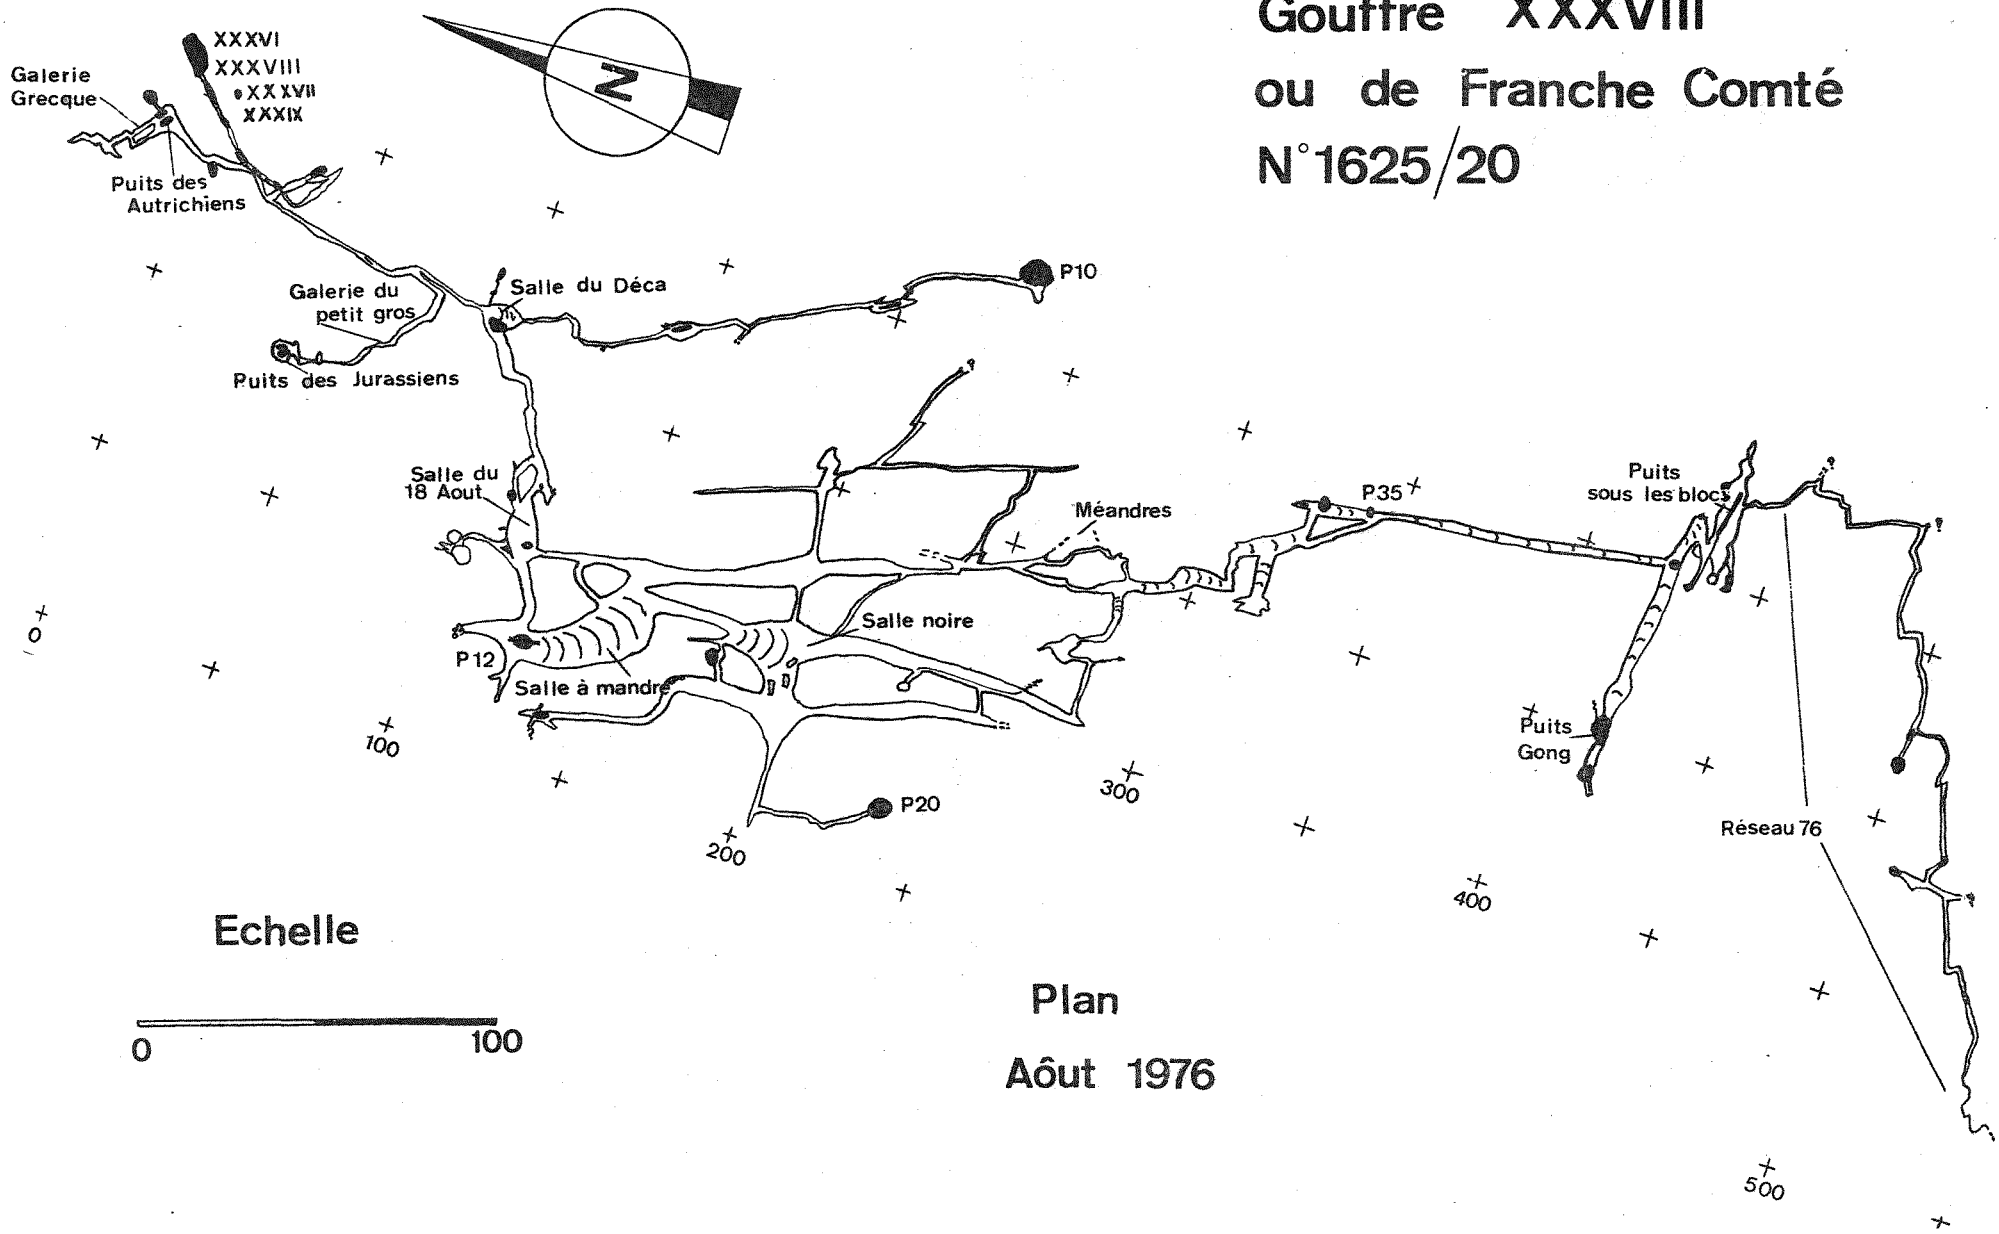 Gouffre XXXVIII
ou de Franche Comté
N°1625/20
XXXVI
XXXVIII
XXXVII
XXXIX
Galerie
Grecque
Puits des
Autrichiens
N
Galerie du
petit gros
Salle du Déca
P10
Puits des Jurassiens
Salle du
18 Aout
Méandres
P35
Puits
sous les blocs
?
?
?
?
Salle noire
P12
Salle à mandre
Puits
Gong
P20
Réseau 76
0
100
200
300
400
500
Echelle
0
100
Plan
Aôut 1976